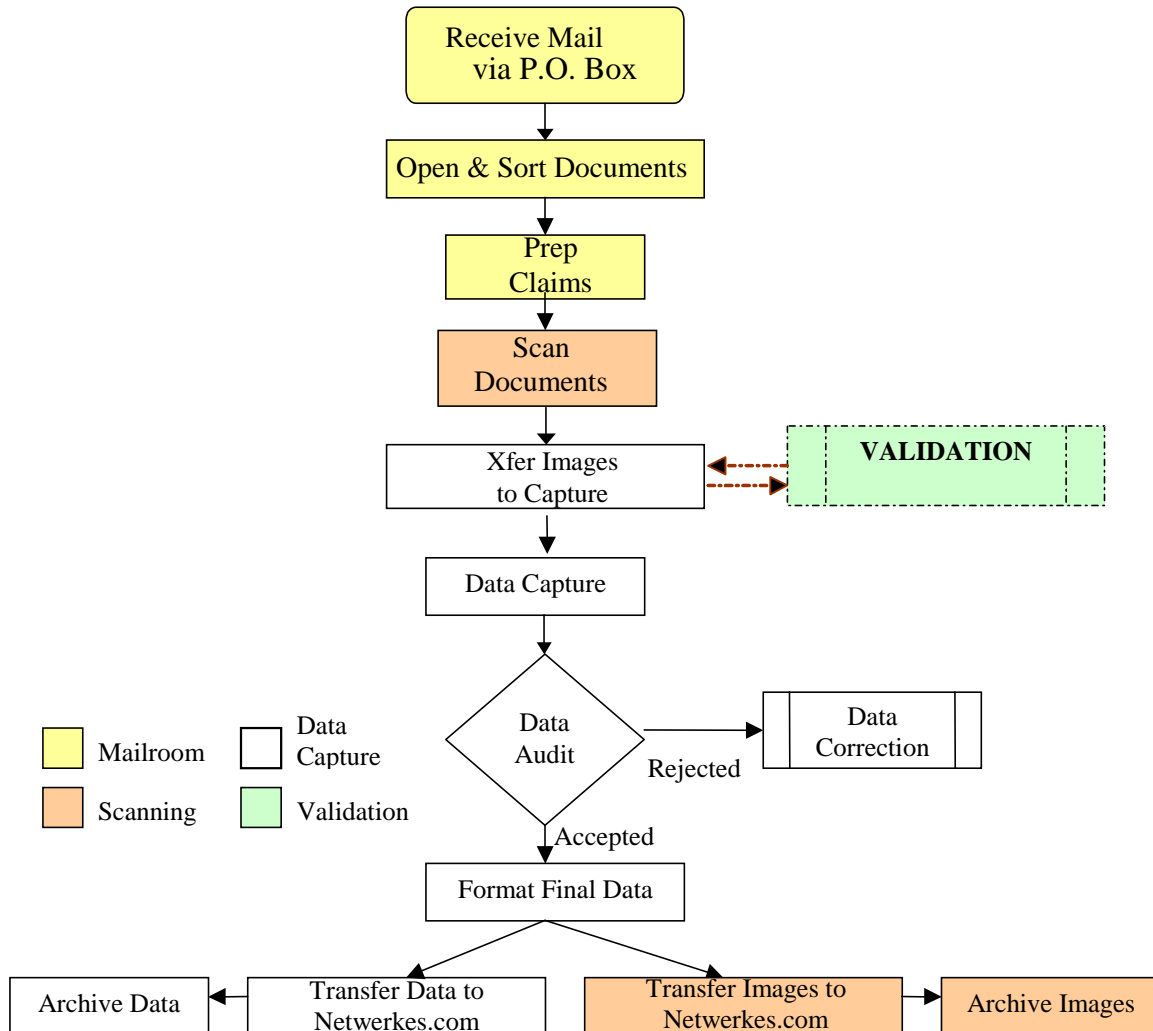 Receive Mail
via P.O. Box
Open & Sort Documents
Prep
Claims
Scan
Documents
Xfer Images
to Capture
VALIDATION
Data Capture
Data
Audit
Rejected
Data
Correction
Accepted
Mailroom
Data
Capture
Scanning
Validation
Format Final Data
Archive Data
Transfer Data to
Netwerkes.com
Transfer Images to
Netwerkes.com
Archive Images